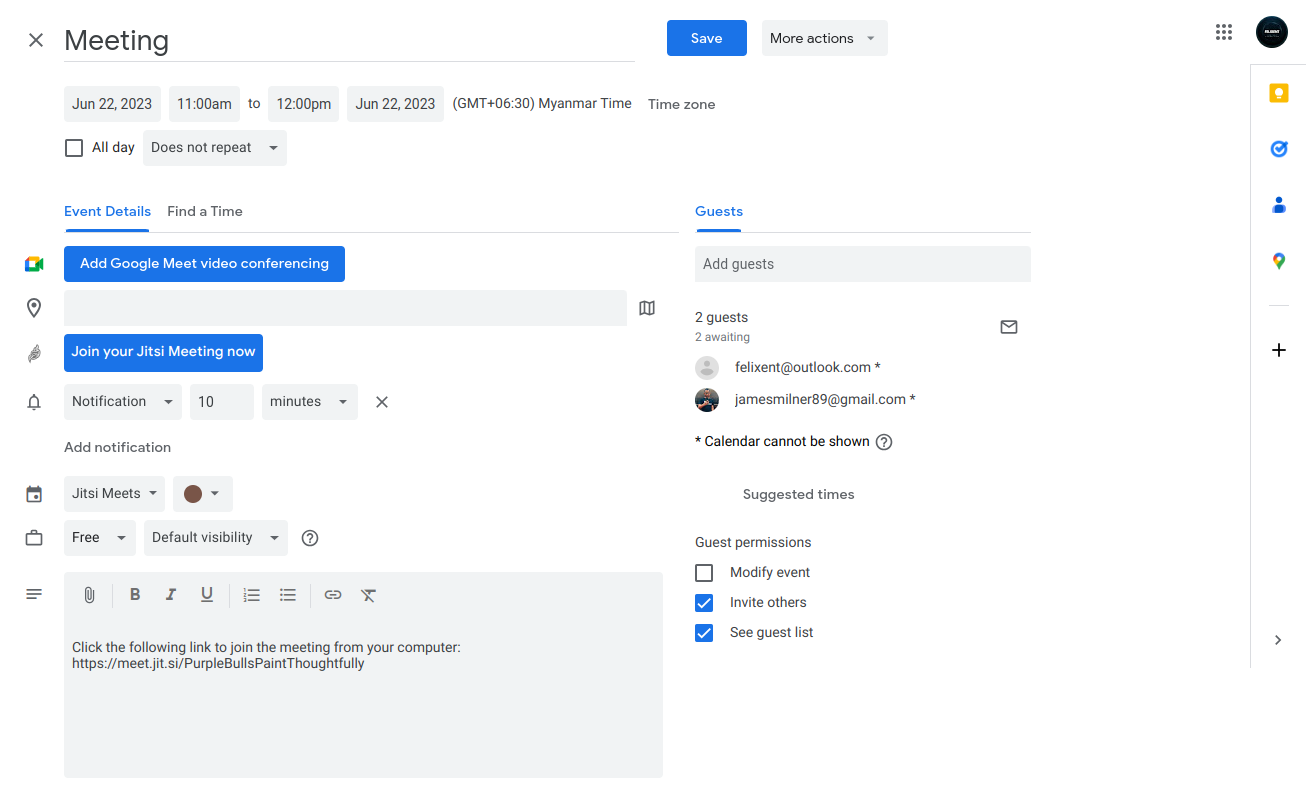 Meeting
Save
More actions
Jun 22, 2023 11:00am to 12:00pm Jun 22, 2023 (GMT+06:30) Myanmar Time Time zone
All day Does not repeat
Event Details Find a Time
Guests
Add Google Meet video conferencing
Add guests
2 guests
2 awaiting
Join your Jitsi Meeting now
felixent@outlook.com *
jamesmilner89@gmail.com *
Notification 10 minutes
* Calendar cannot be shown
Add notification
Jitsi Meets
Suggested times
Free Default visibility
Guest permissions
Modify event
Invite others
See guest list
B I U
Click the following link to join the meeting from your computer:
https://meet.jit.si/PurpleBullsPaintThoughtfully